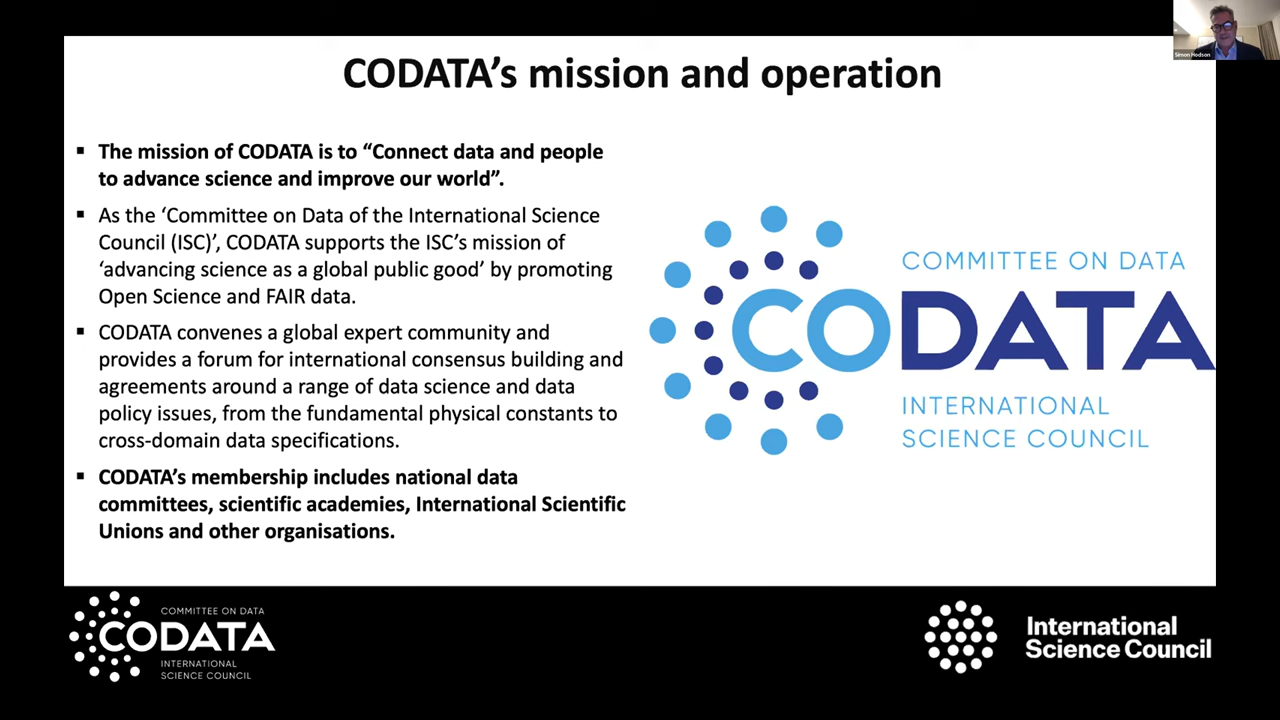 Simon Hodson
CODATA’s mission and operation
▪ The mission of CODATA is to “Connect data and people
to advance science and improve our world”.
▪ As the ‘Committee on Data of the International Science
Council (ISC)’, CODATA supports the ISC’s mission of
‘advancing science as a global public good’ by promoting
Open Science and FAIR data.
▪ CODATA convenes a global expert community and
provides a forum for international consensus building and
agreements around a range of data science and data
policy issues, from the fundamental physical constants to
cross-domain data specifications.
▪ CODATA’s membership includes national data
committees, scientific academies, International Scientific
Unions and other organisations.
COMMITTEE ON DATA
CODATA
INTERNATIONAL
SCIENCE COUNCIL
COMMITTEE ON DATA
CODATA
INTERNATIONAL
SCIENCE COUNCIL
International
Science Council